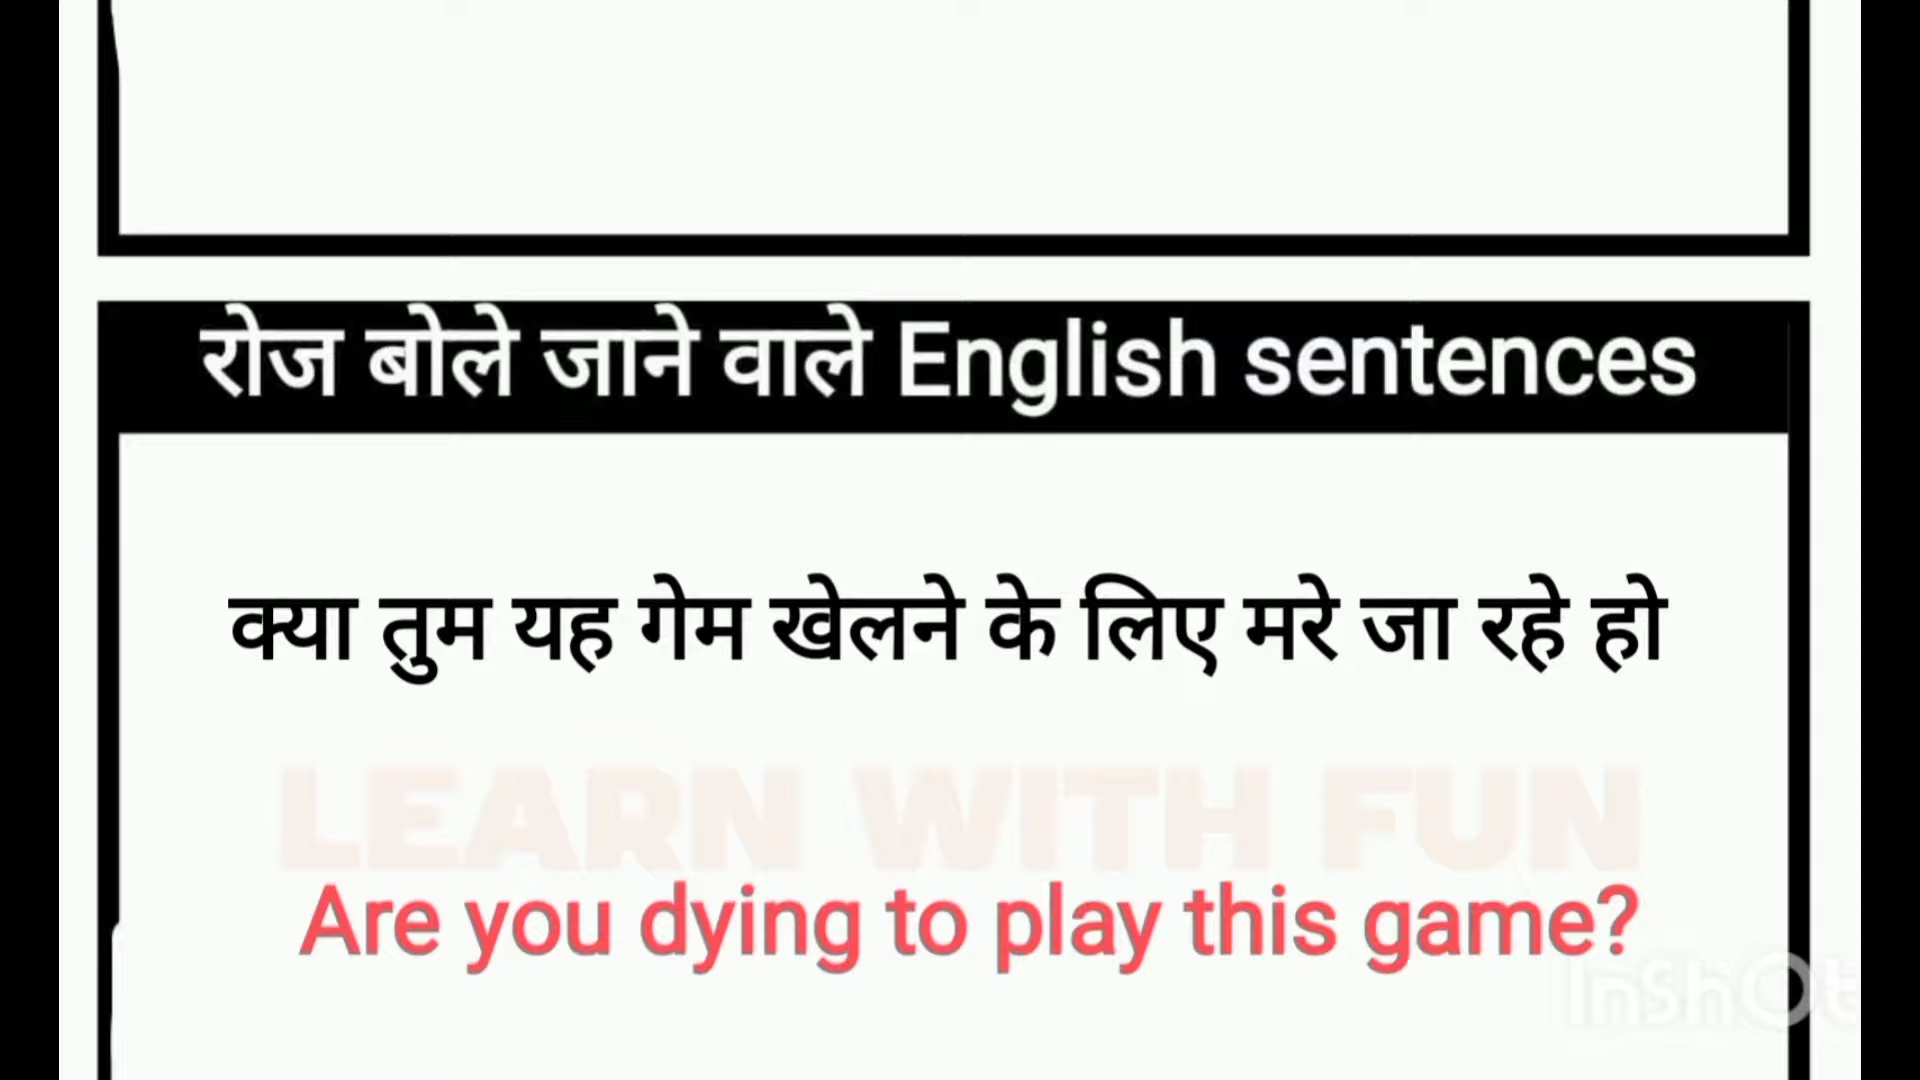 रोज बोले जाने वाले English sentences
क्या तुम यह गेम खेलने के लिए मरे जा रहे हो
LEARN WITH FUN
Are you dying to play this game?
InShOt